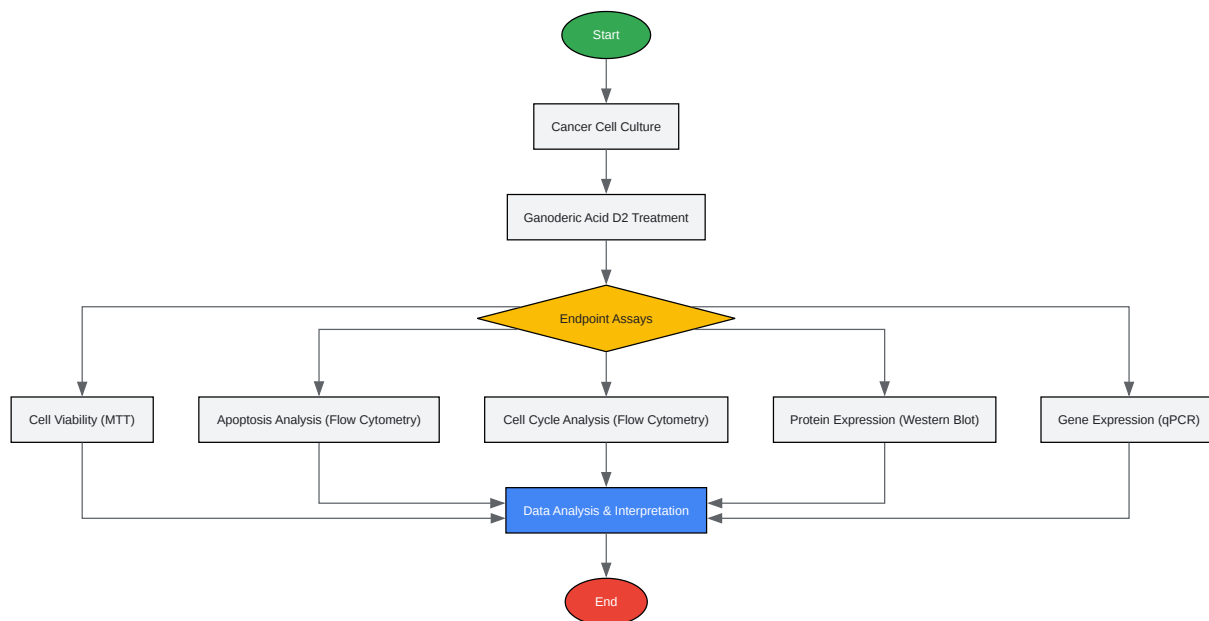 Start
Cancer Cell Culture
Ganoderic Acid D2 Treatment
Endpoint Assays
Cell Viability (MTT)
Apoptosis Analysis (Flow Cytometry)
Cell Cycle Analysis (Flow Cytometry)
Protein Expression (Western Blot)
Gene Expression (qPCR)
Data Analysis & Interpretation
End